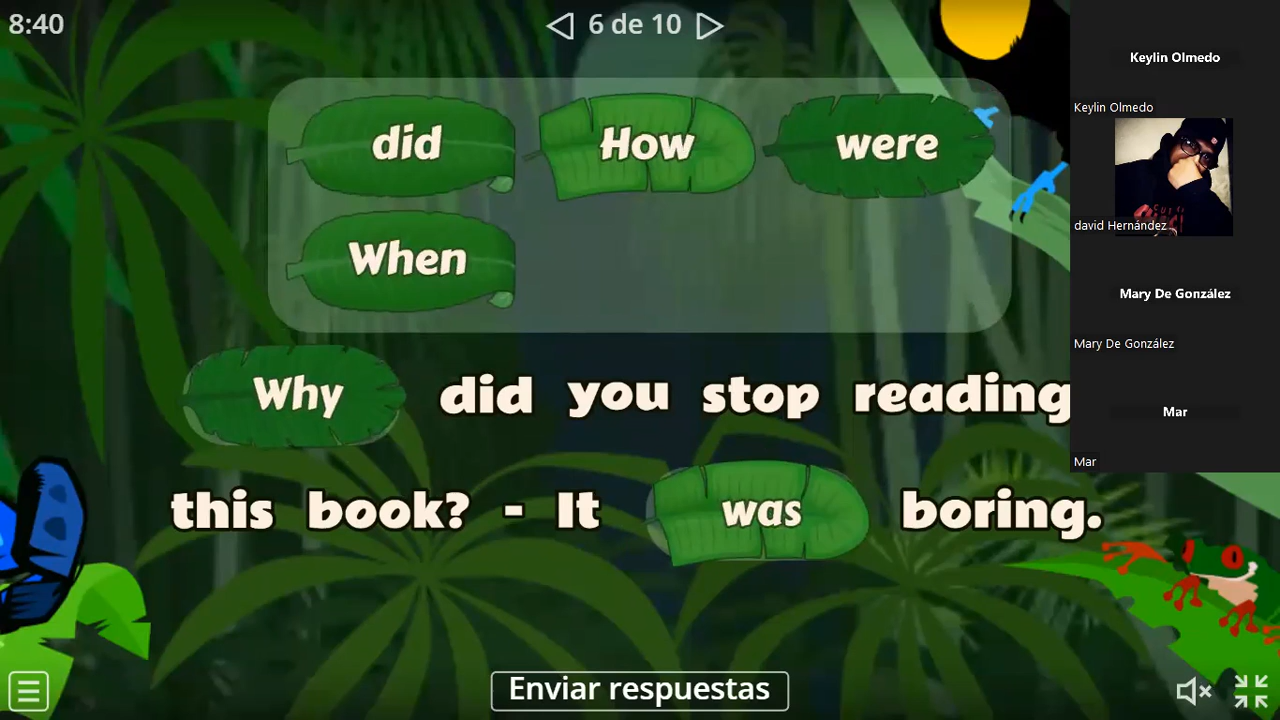 8:40
6 de 10
did How were
When
Why did you stop reading
this book? - It was boring.
Enviar respuestas
Keylin Olmedo
Keylin Olmedo
david Hernández
Mary De González
Mary De González
Mar
Mar